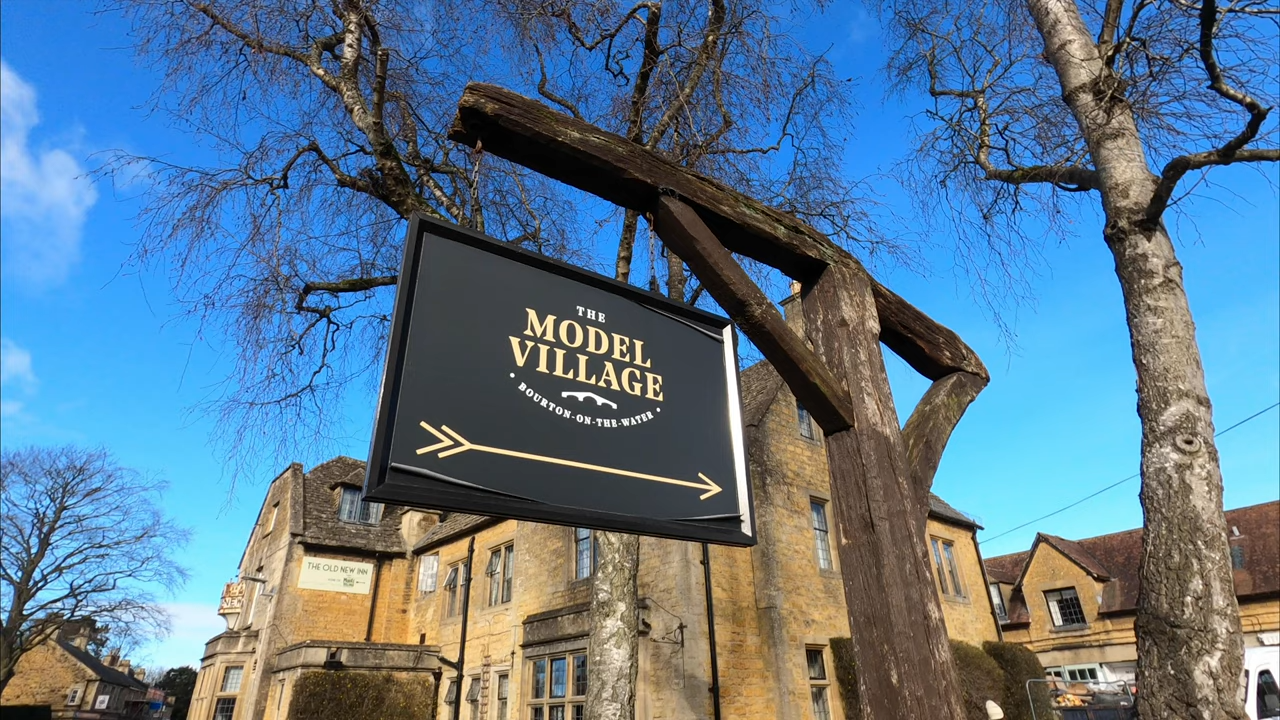 THE
MODEL
VILLAGE
• BOURTON-ON-THE-WATER •
THE OLD NEW INN